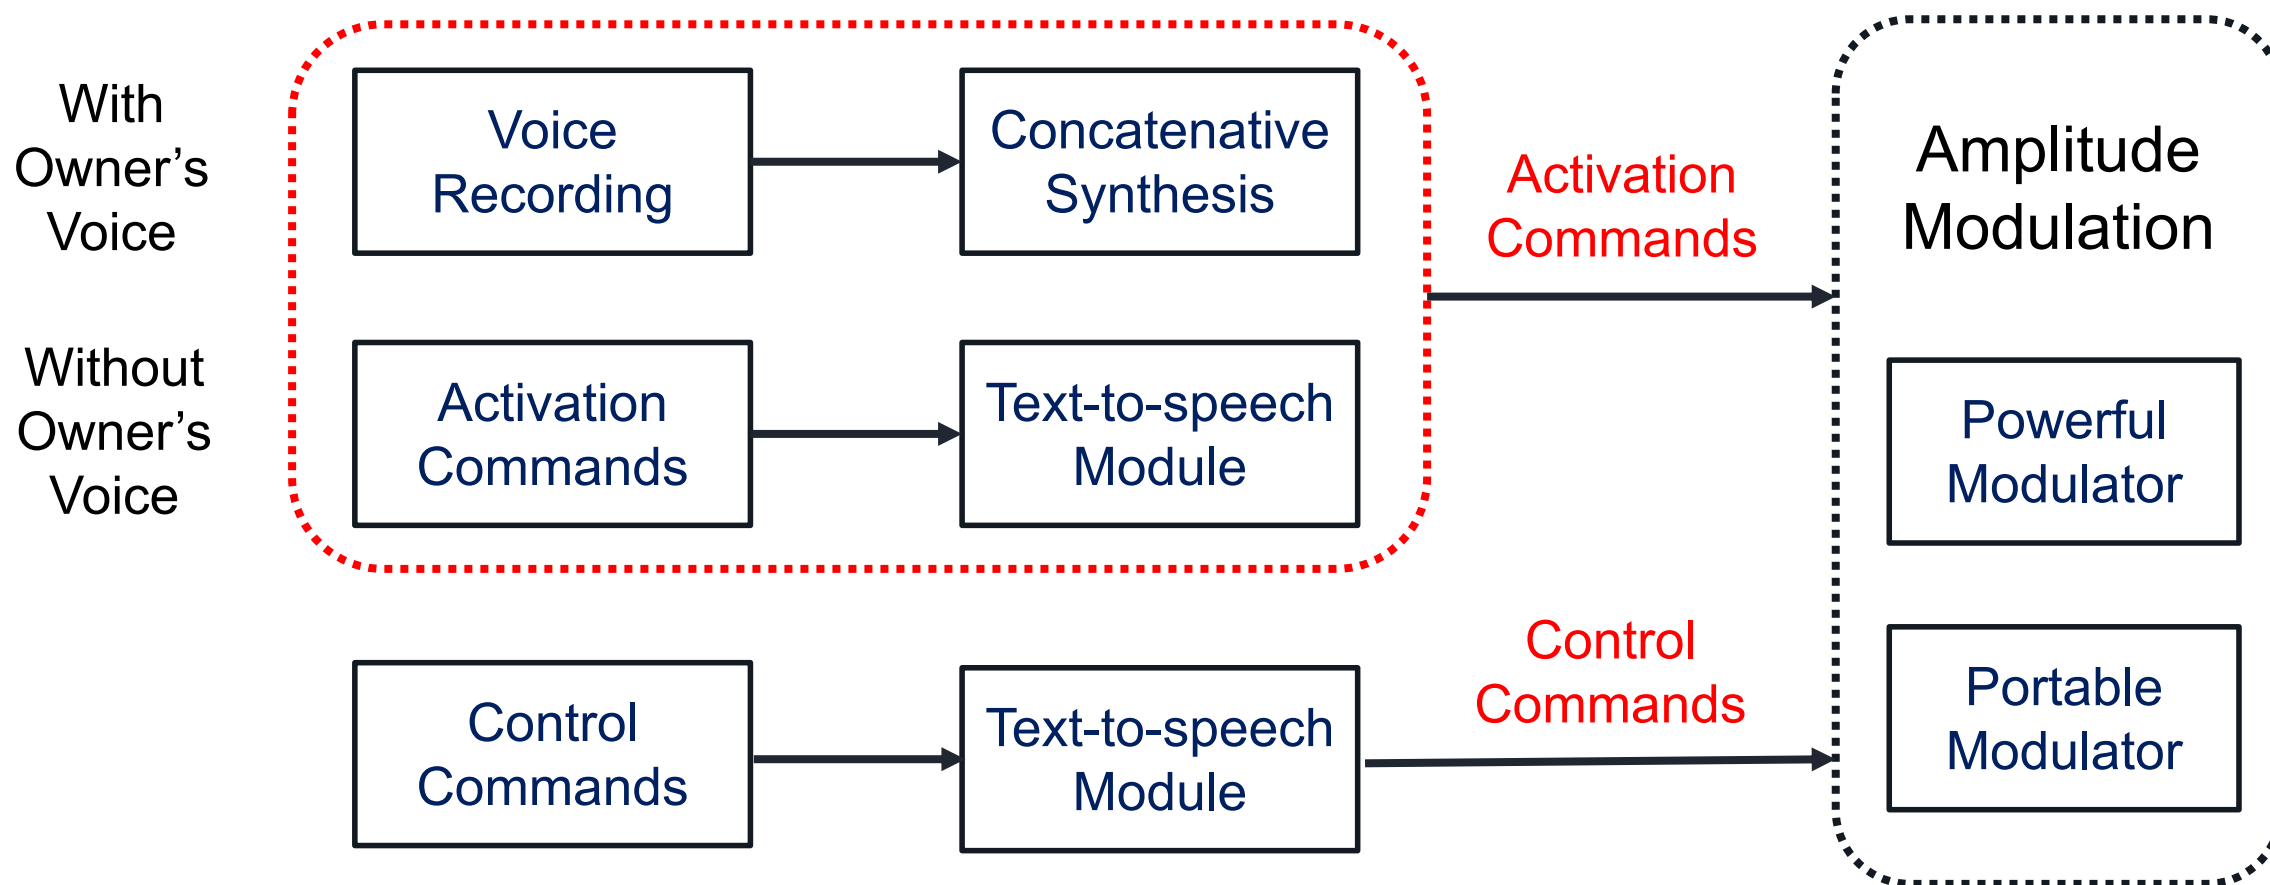 With
Owner’s
Voice
Voice
Recording
Concatenative
Synthesis
Activation
Commands
Amplitude
Modulation
Without
Owner’s
Voice
Activation
Commands
Text-to-speech
Module
Powerful
Modulator
Control
Commands
Text-to-speech
Module
Control
Commands
Portable
Modulator